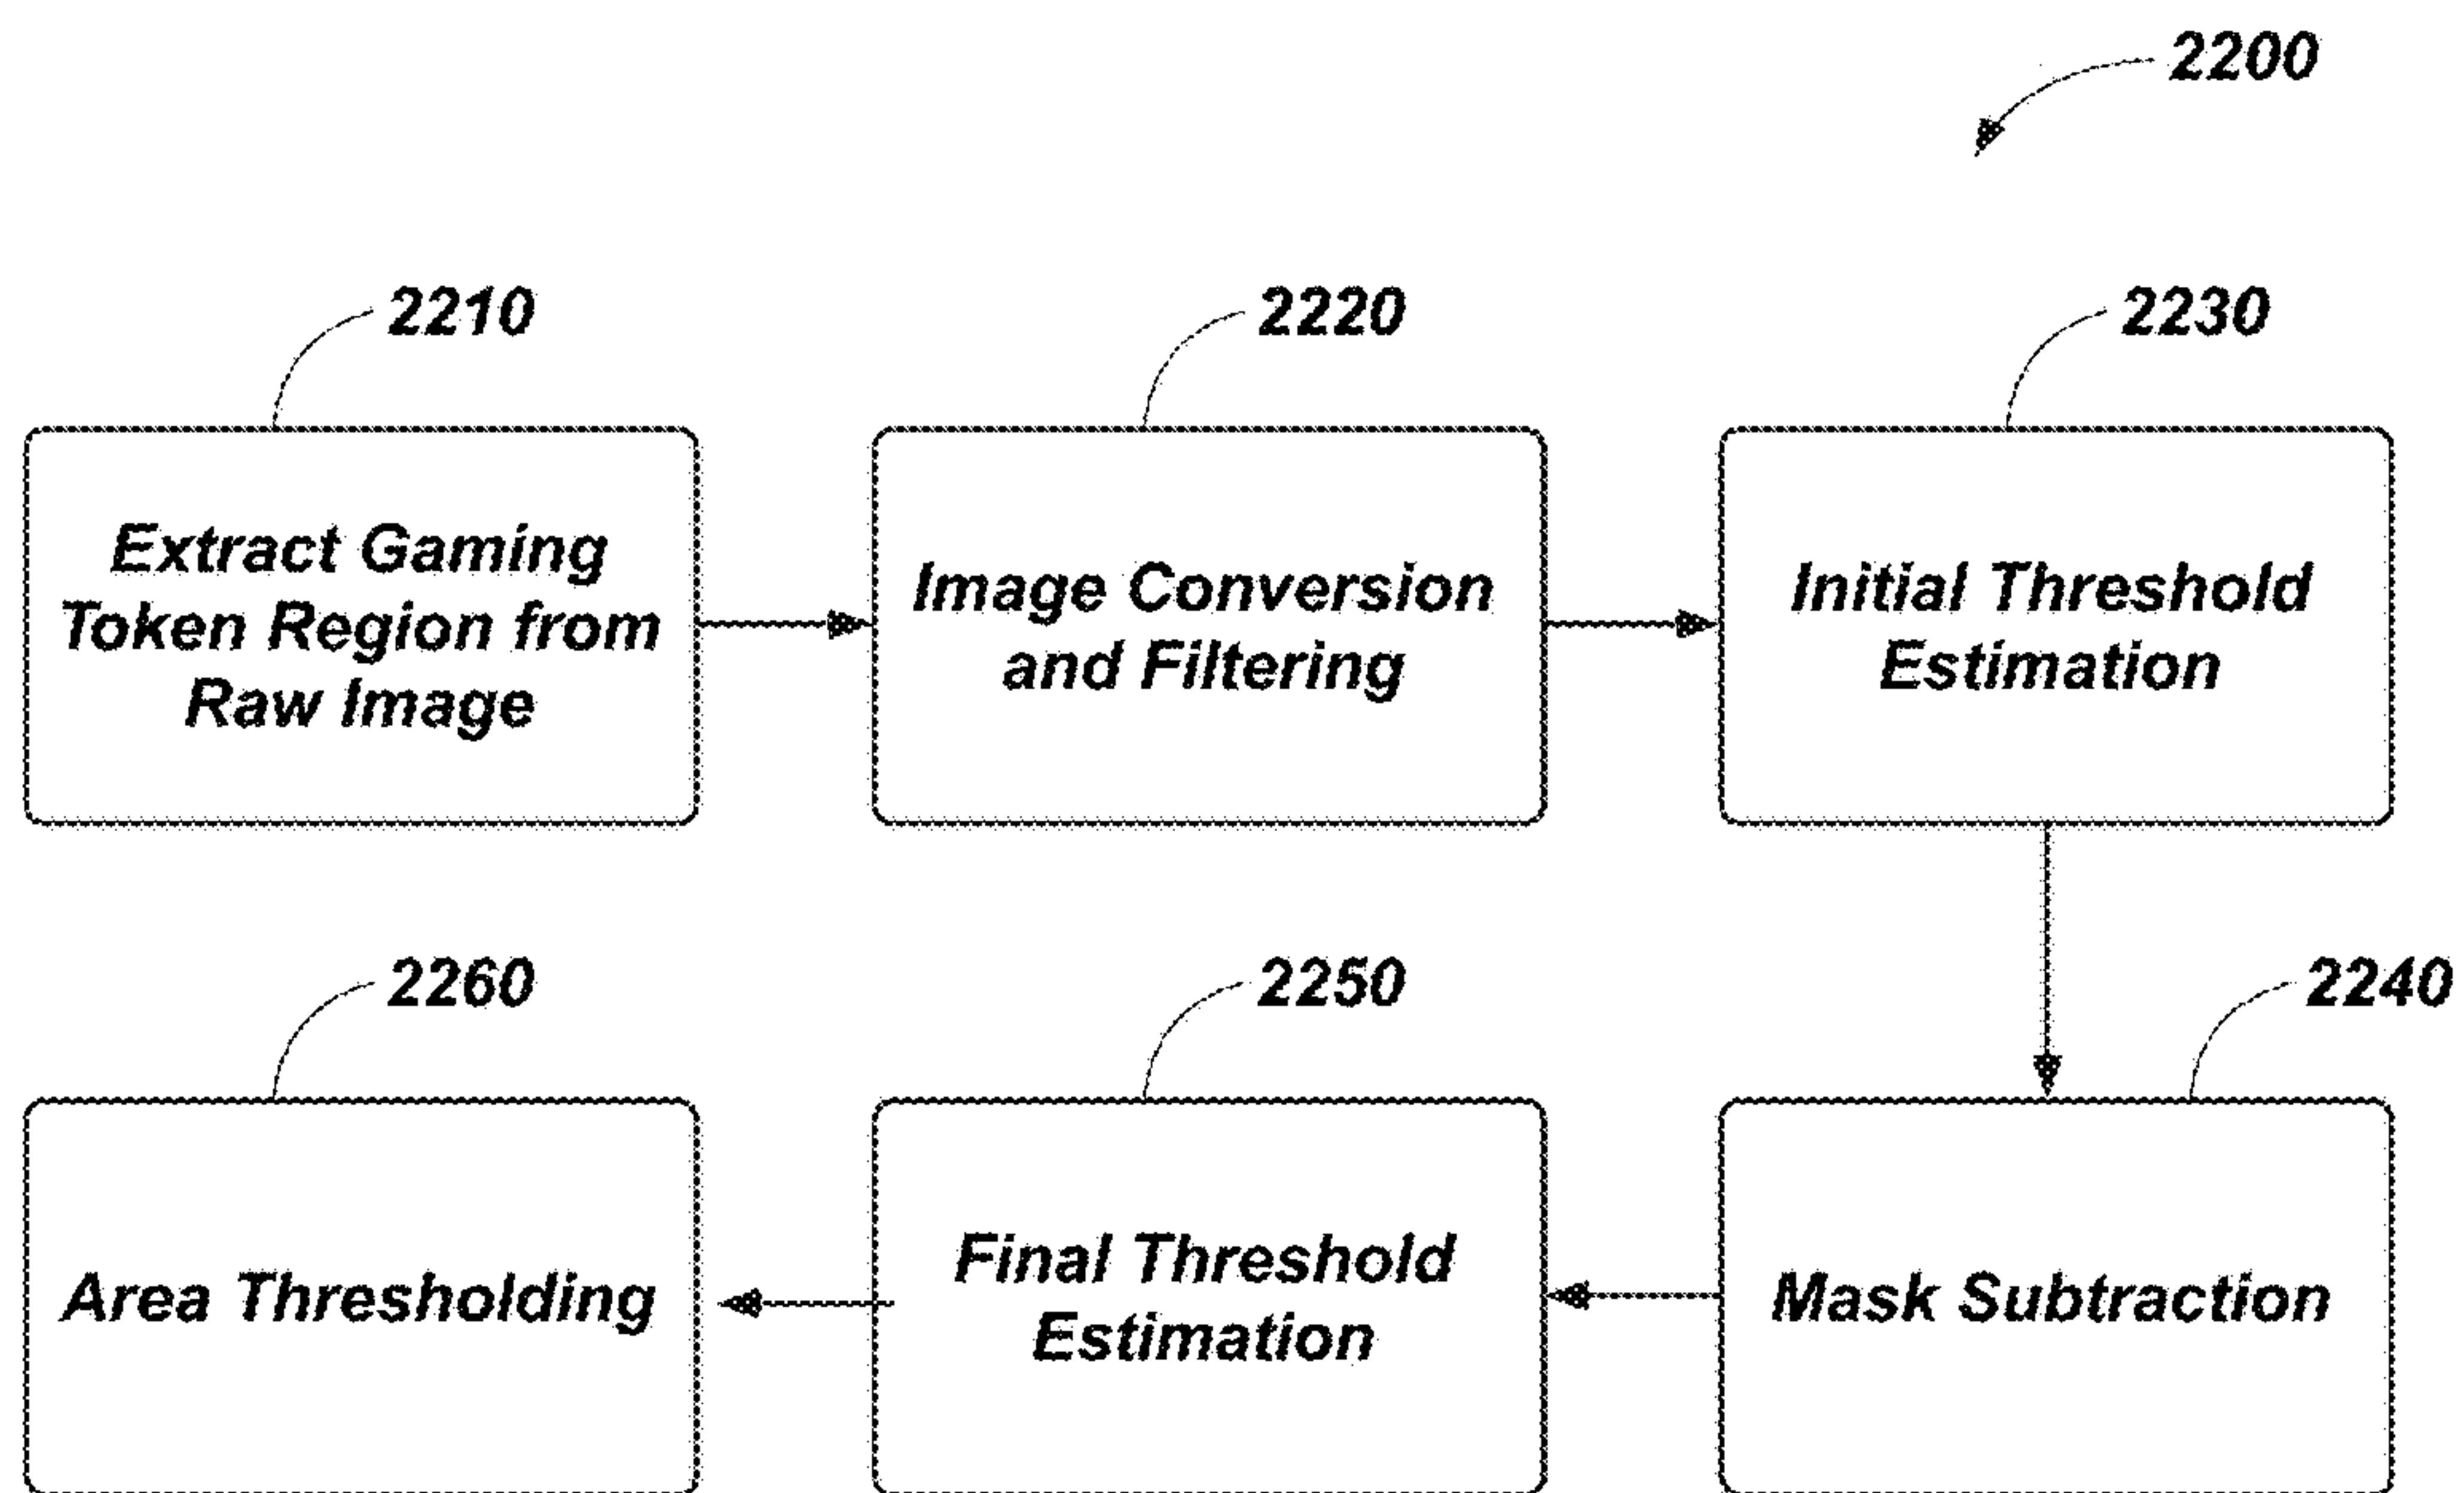 2200
2210
2220
2230
Extract Gaming
Token Region from
Raw Image
Image Conversion
and Filtering
Initial Threshold
Estimation
2260
2250
2240
Area Thresholding
Final Threshold
Estimation
Mask Subtraction